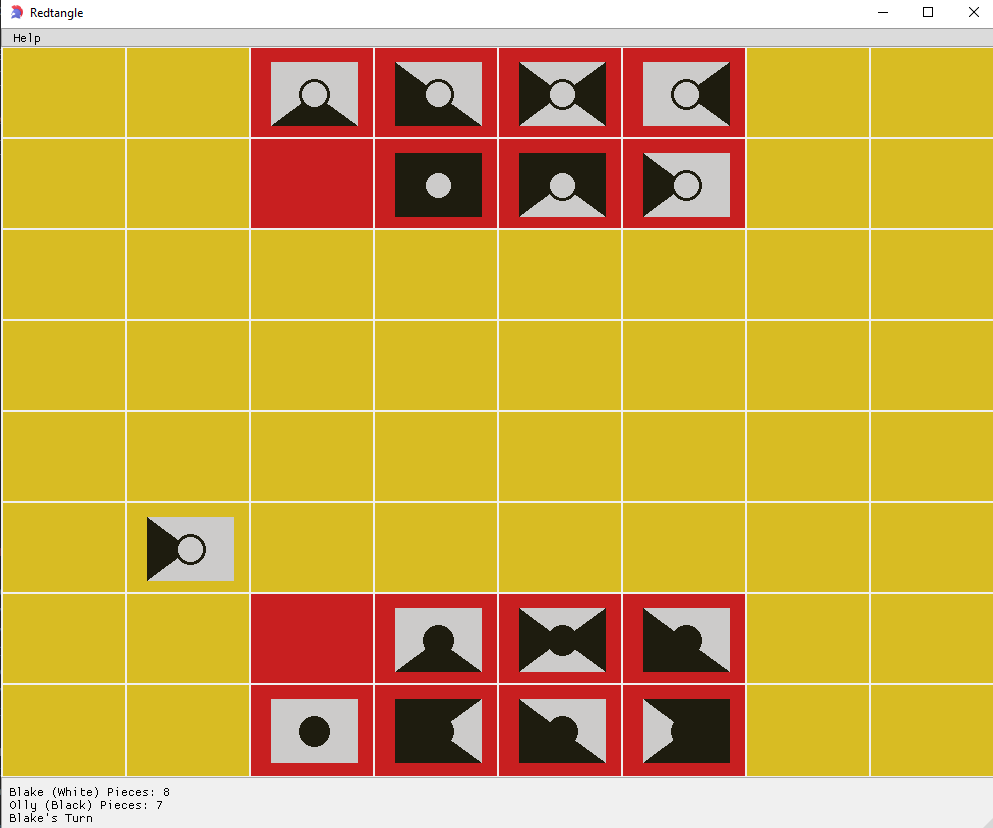 Redtangle
Help
Blake (White) Pieces: 8
Olly (Black) Pieces: 7
Blake's Turn